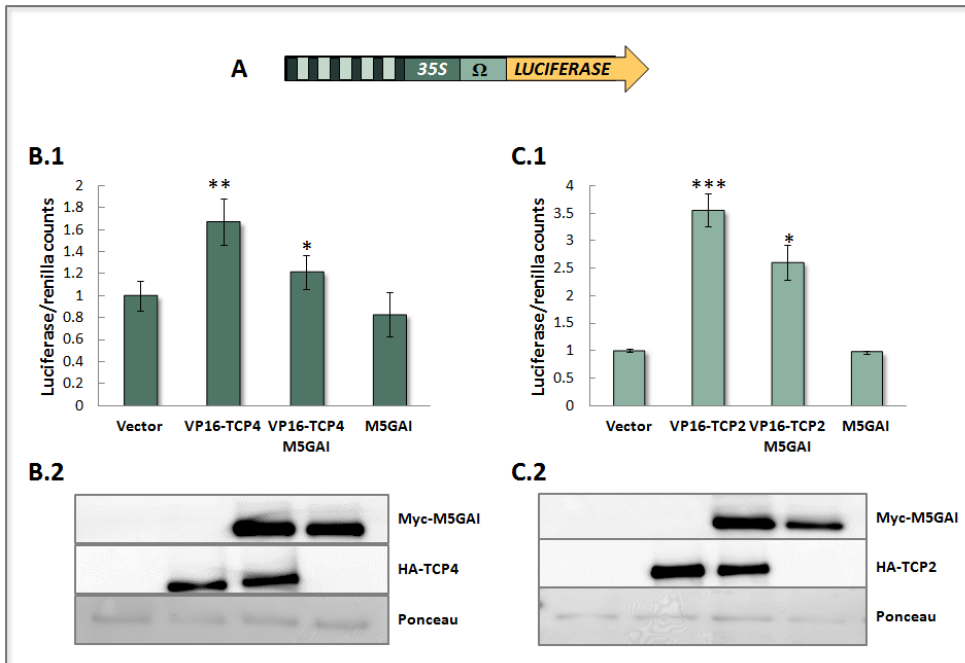 A
35S
Ω
LUCIFERASE
B.1
Luciferase/renilla counts
2
1.8
1.6
1.4
1.2
1
0.8
0.6
0.4
0.2
0
**
*
Vector
VP16-TCP4
VP16-TCP4
M5GAI
M5GAI
C.1
Luciferase/renilla counts
4
3.5
3
2.5
2
1.5
1
0.5
0
***
*
Vector
VP16-TCP2
VP16-TCP2
M5GAI
M5GAI
B.2
Myc-M5GAI
HA-TCP4
Ponceau
C.2
Myc-M5GAI
HA-TCP2
Ponceau